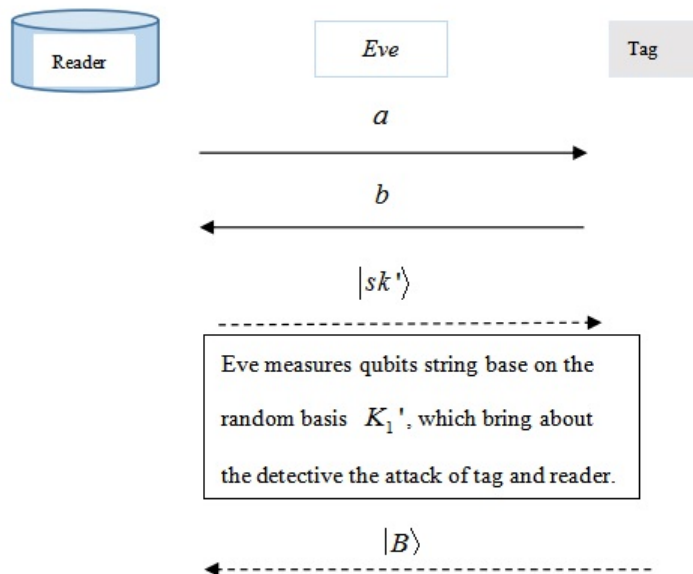 Reader Eve Tag
a
b
|sk'⟩
Eve measures qubits string base on the
random basis K₁', which bring about
the detective the attack of tag and reader.
|B⟩